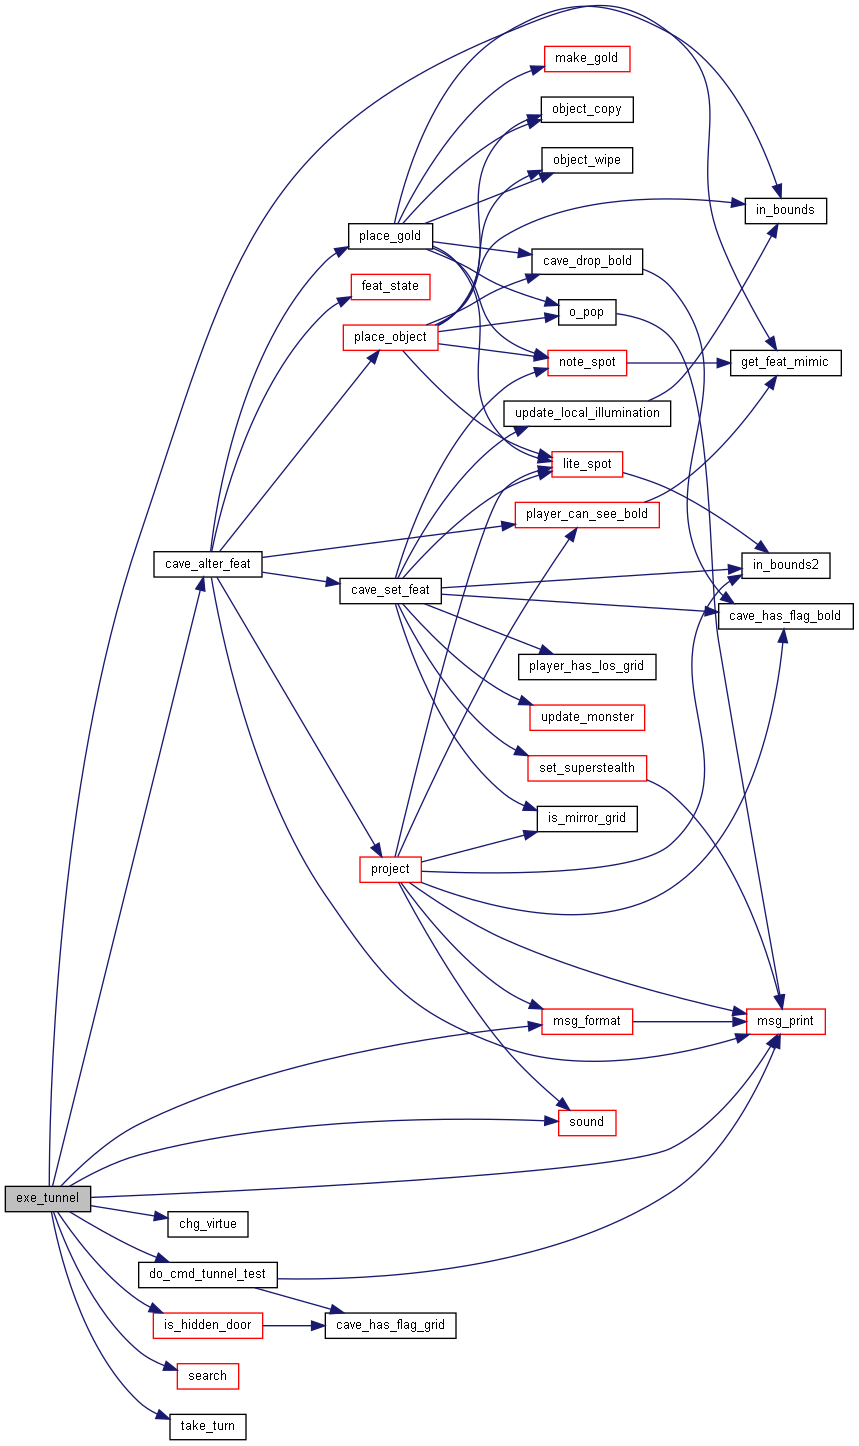 make_gold
object_copy
object_wipe
in_bounds
place_gold
cave_drop_bold
feat_state
o_pop
place_object
note_spot
get_feat_mimic
update_local_illumination
lite_spot
player_can_see_bold
cave_alter_feat
in_bounds2
cave_set_feat
cave_has_flag_bold
player_has_los_grid
update_monster
set_superstealth
is_mirror_grid
project
msg_format
msg_print
sound
exe_tunnel
chg_virtue
do_cmd_tunnel_test
is_hidden_door
cave_has_flag_grid
search
take_turn